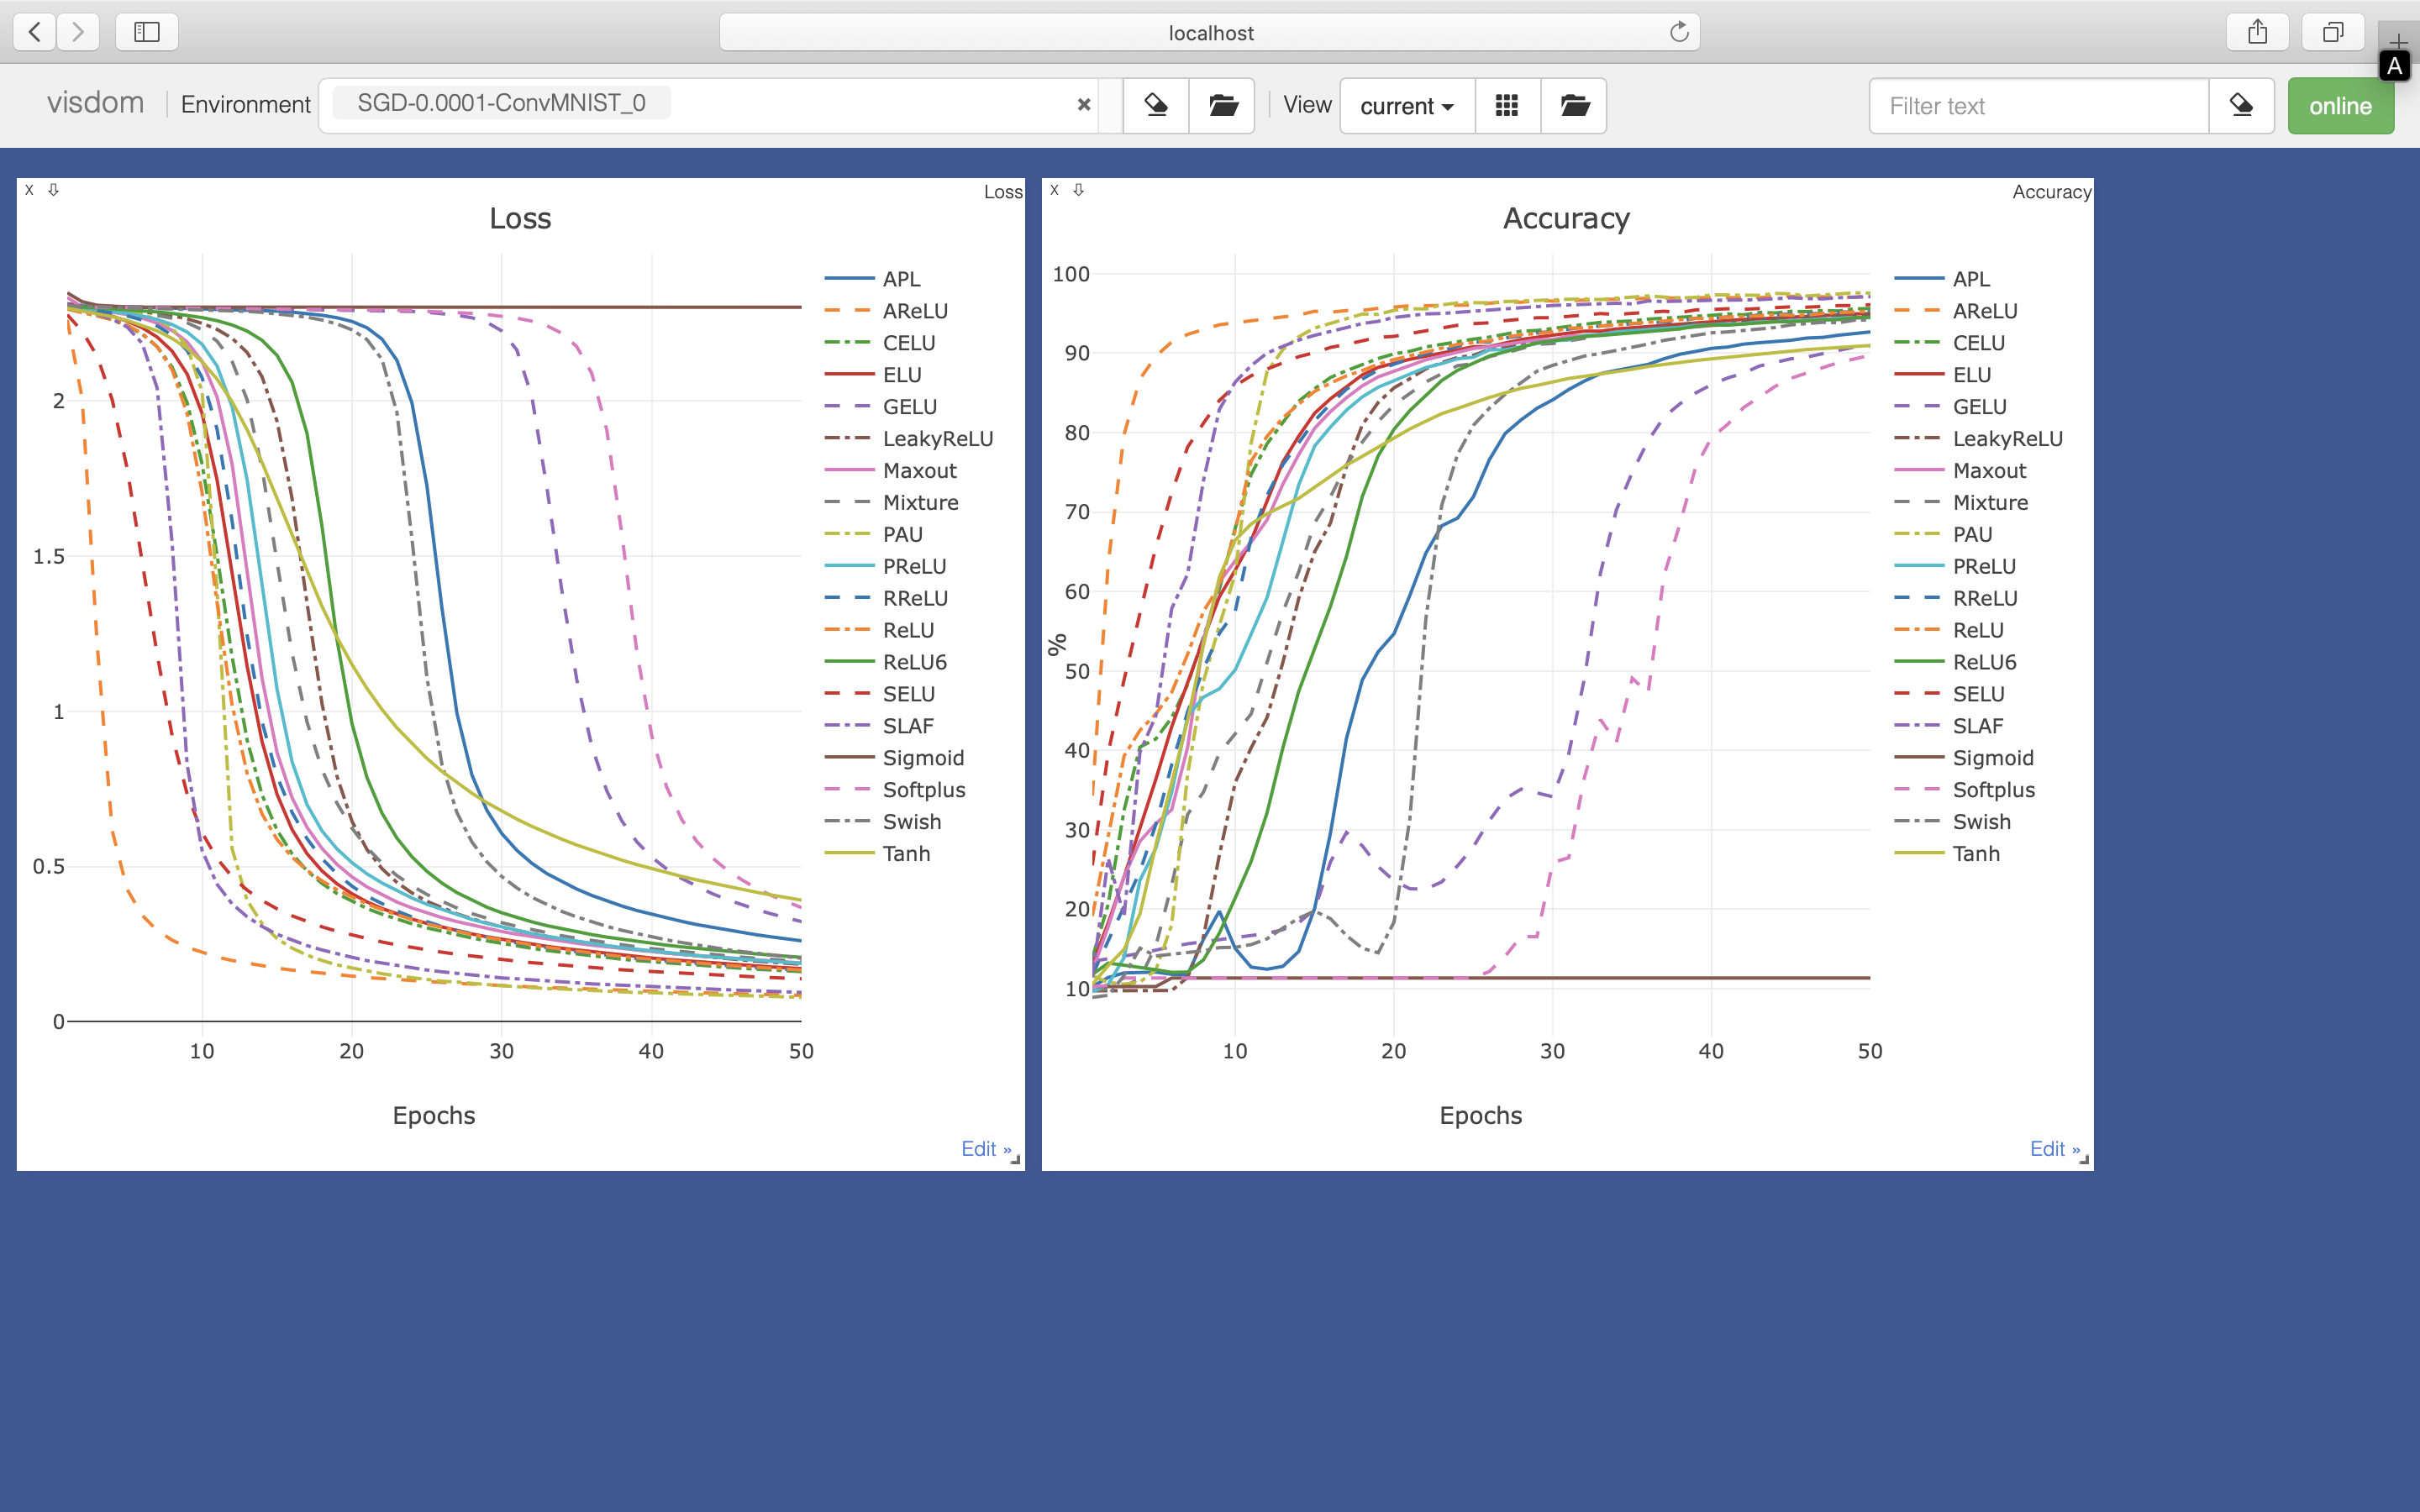 localhost
A
visdom Environment SGD-0.0001-ConvMNIST_0 × View current Filter text online
X Loss
Loss
APL
AReLU
CELU
ELU
GELU
LeakyReLU
Maxout
Mixture
PAU
PReLU
RReLU
ReLU
ReLU6
SELU
SLAF
Sigmoid
Softplus
Swish
Tanh
2
1.5
1
0.5
0
10 20 30 40 50
Epochs
Edit »
X Accuracy
Accuracy
100
90
80
70
60
50
40
30
20
10
%
APL
AReLU
CELU
ELU
GELU
LeakyReLU
Maxout
Mixture
PAU
PReLU
RReLU
ReLU
ReLU6
SELU
SLAF
Sigmoid
Softplus
Swish
Tanh
10 20 30 40 50
Epochs
Edit »